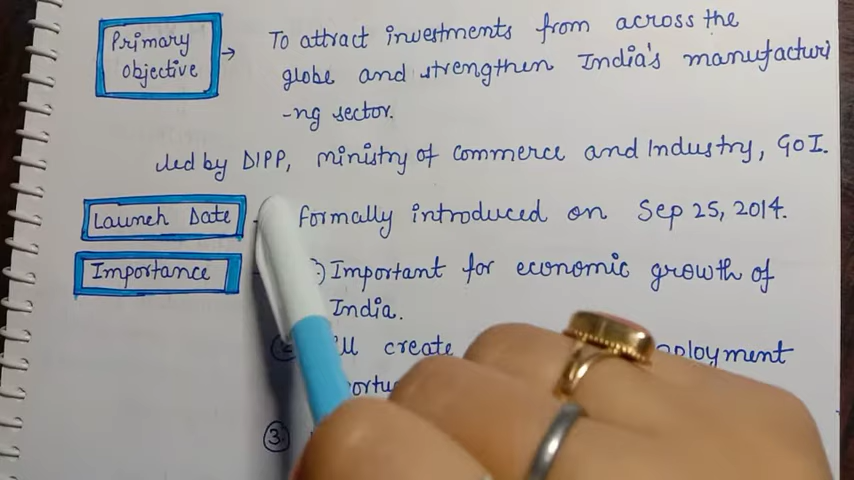 Primary objective → To attract investments from across the
globe and strengthen India's manufacturi
-ng sector.
led by DIPP, ministry of commerce and Industry, GOI.
Launch Date formally introduced on Sep 25, 2014.
Importance Important for economic growth of
India.
create
3.